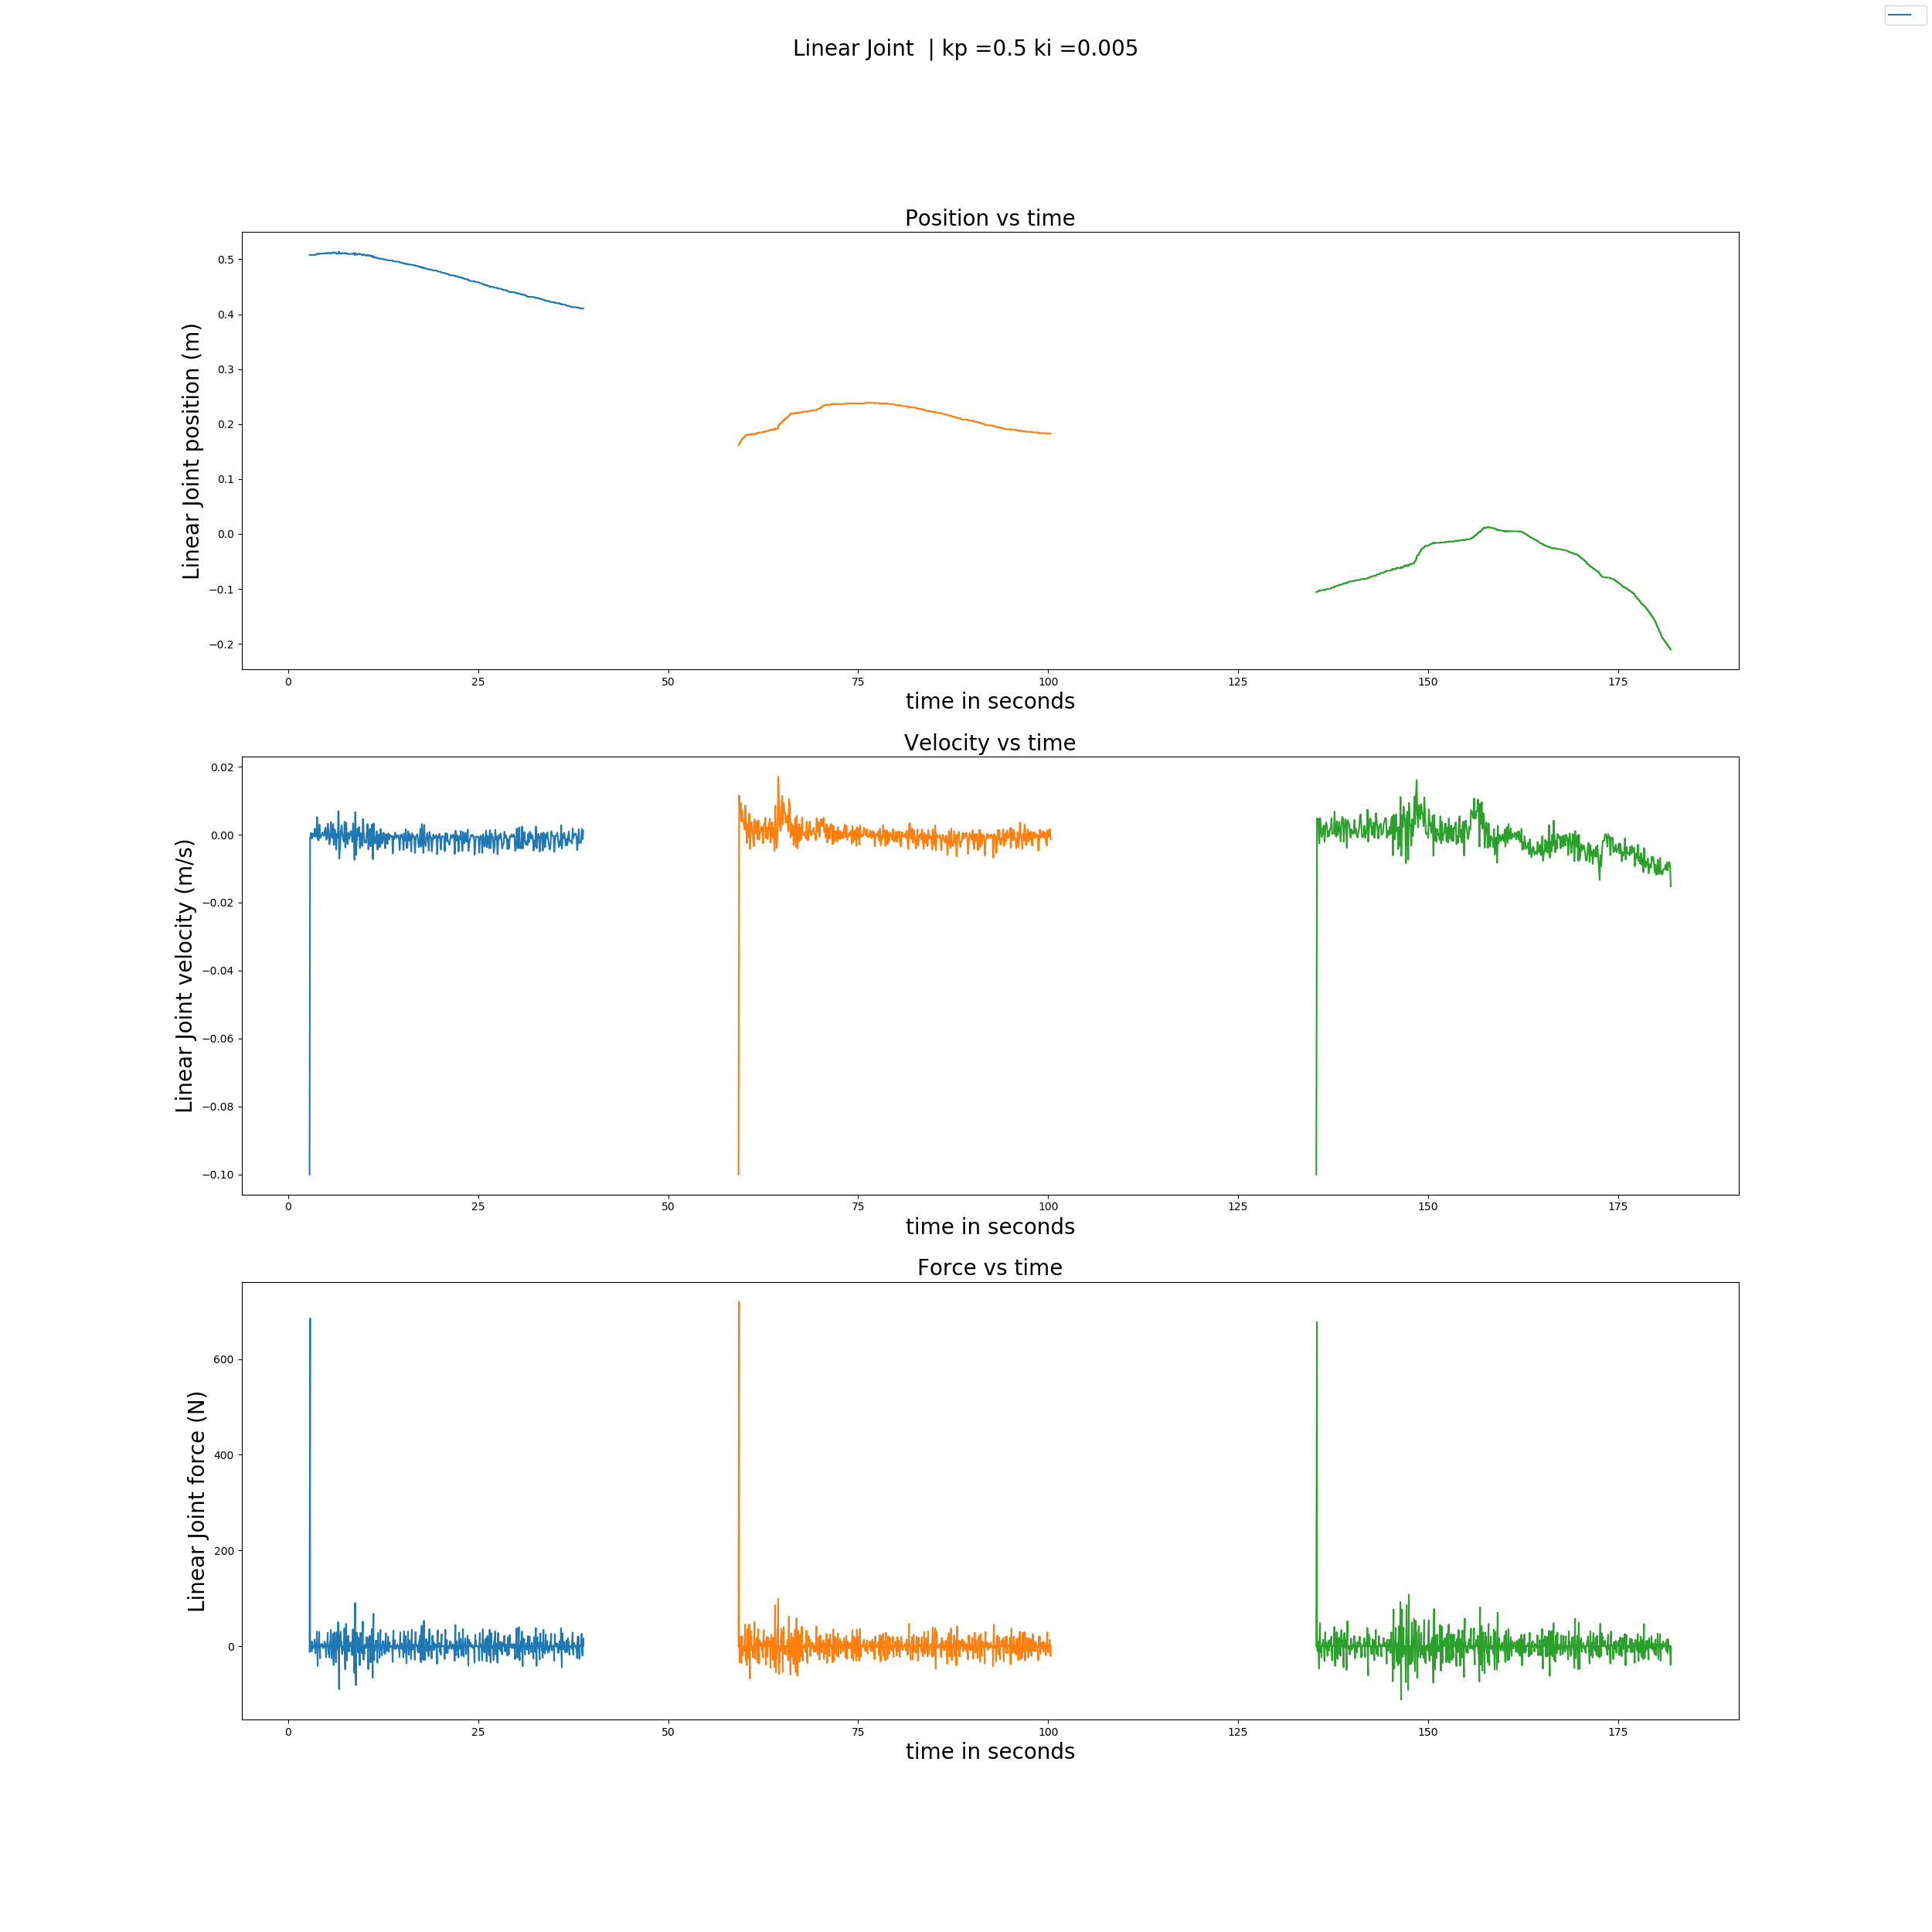 Linear Joint | kp =0.5 ki =0.005
Position vs time
Linear Joint position (m)
0.5
0.4
0.3
0.2
0.1
0.0
−0.1
−0.2
0 25 50 75 100 125 150 175
time in seconds
Velocity vs time
Linear Joint velocity (m/s)
0.02
0.00
−0.02
−0.04
−0.06
−0.08
−0.10
0 25 50 75 100 125 150 175
time in seconds
Force vs time
Linear Joint force (N)
600
400
200
0
0 25 50 75 100 125 150 175
time in seconds